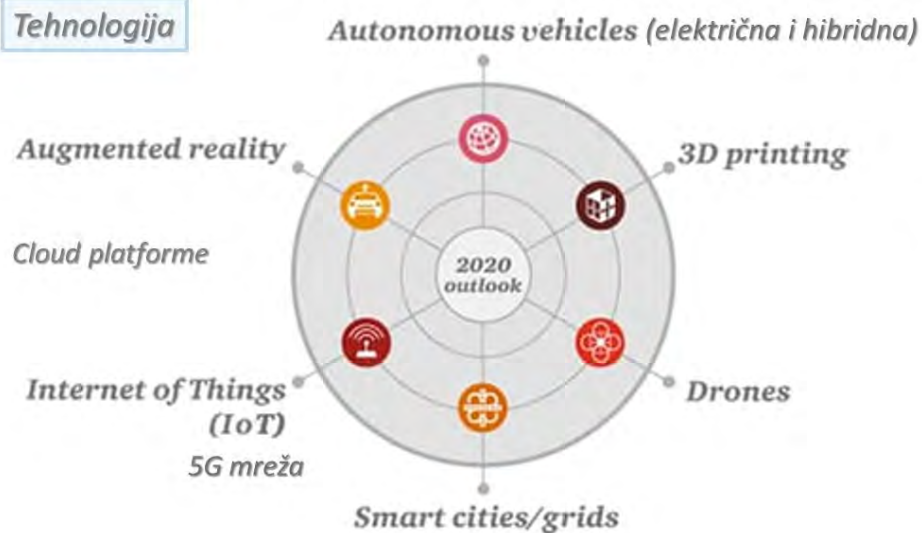 Tehnologija
Autonomous vehicles (električna i hibridna)
Augmented reality
3D printing
Cloud platforme
2020
outlook
Internet of Things
(IoT)
Drones
5G mreža
Smart cities/grids